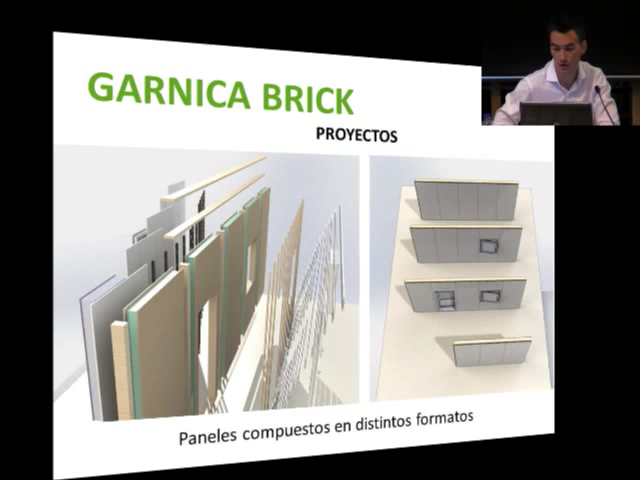 GARNICA BRICK
PROYECTOS
Paneles compuestos en distintos formatos